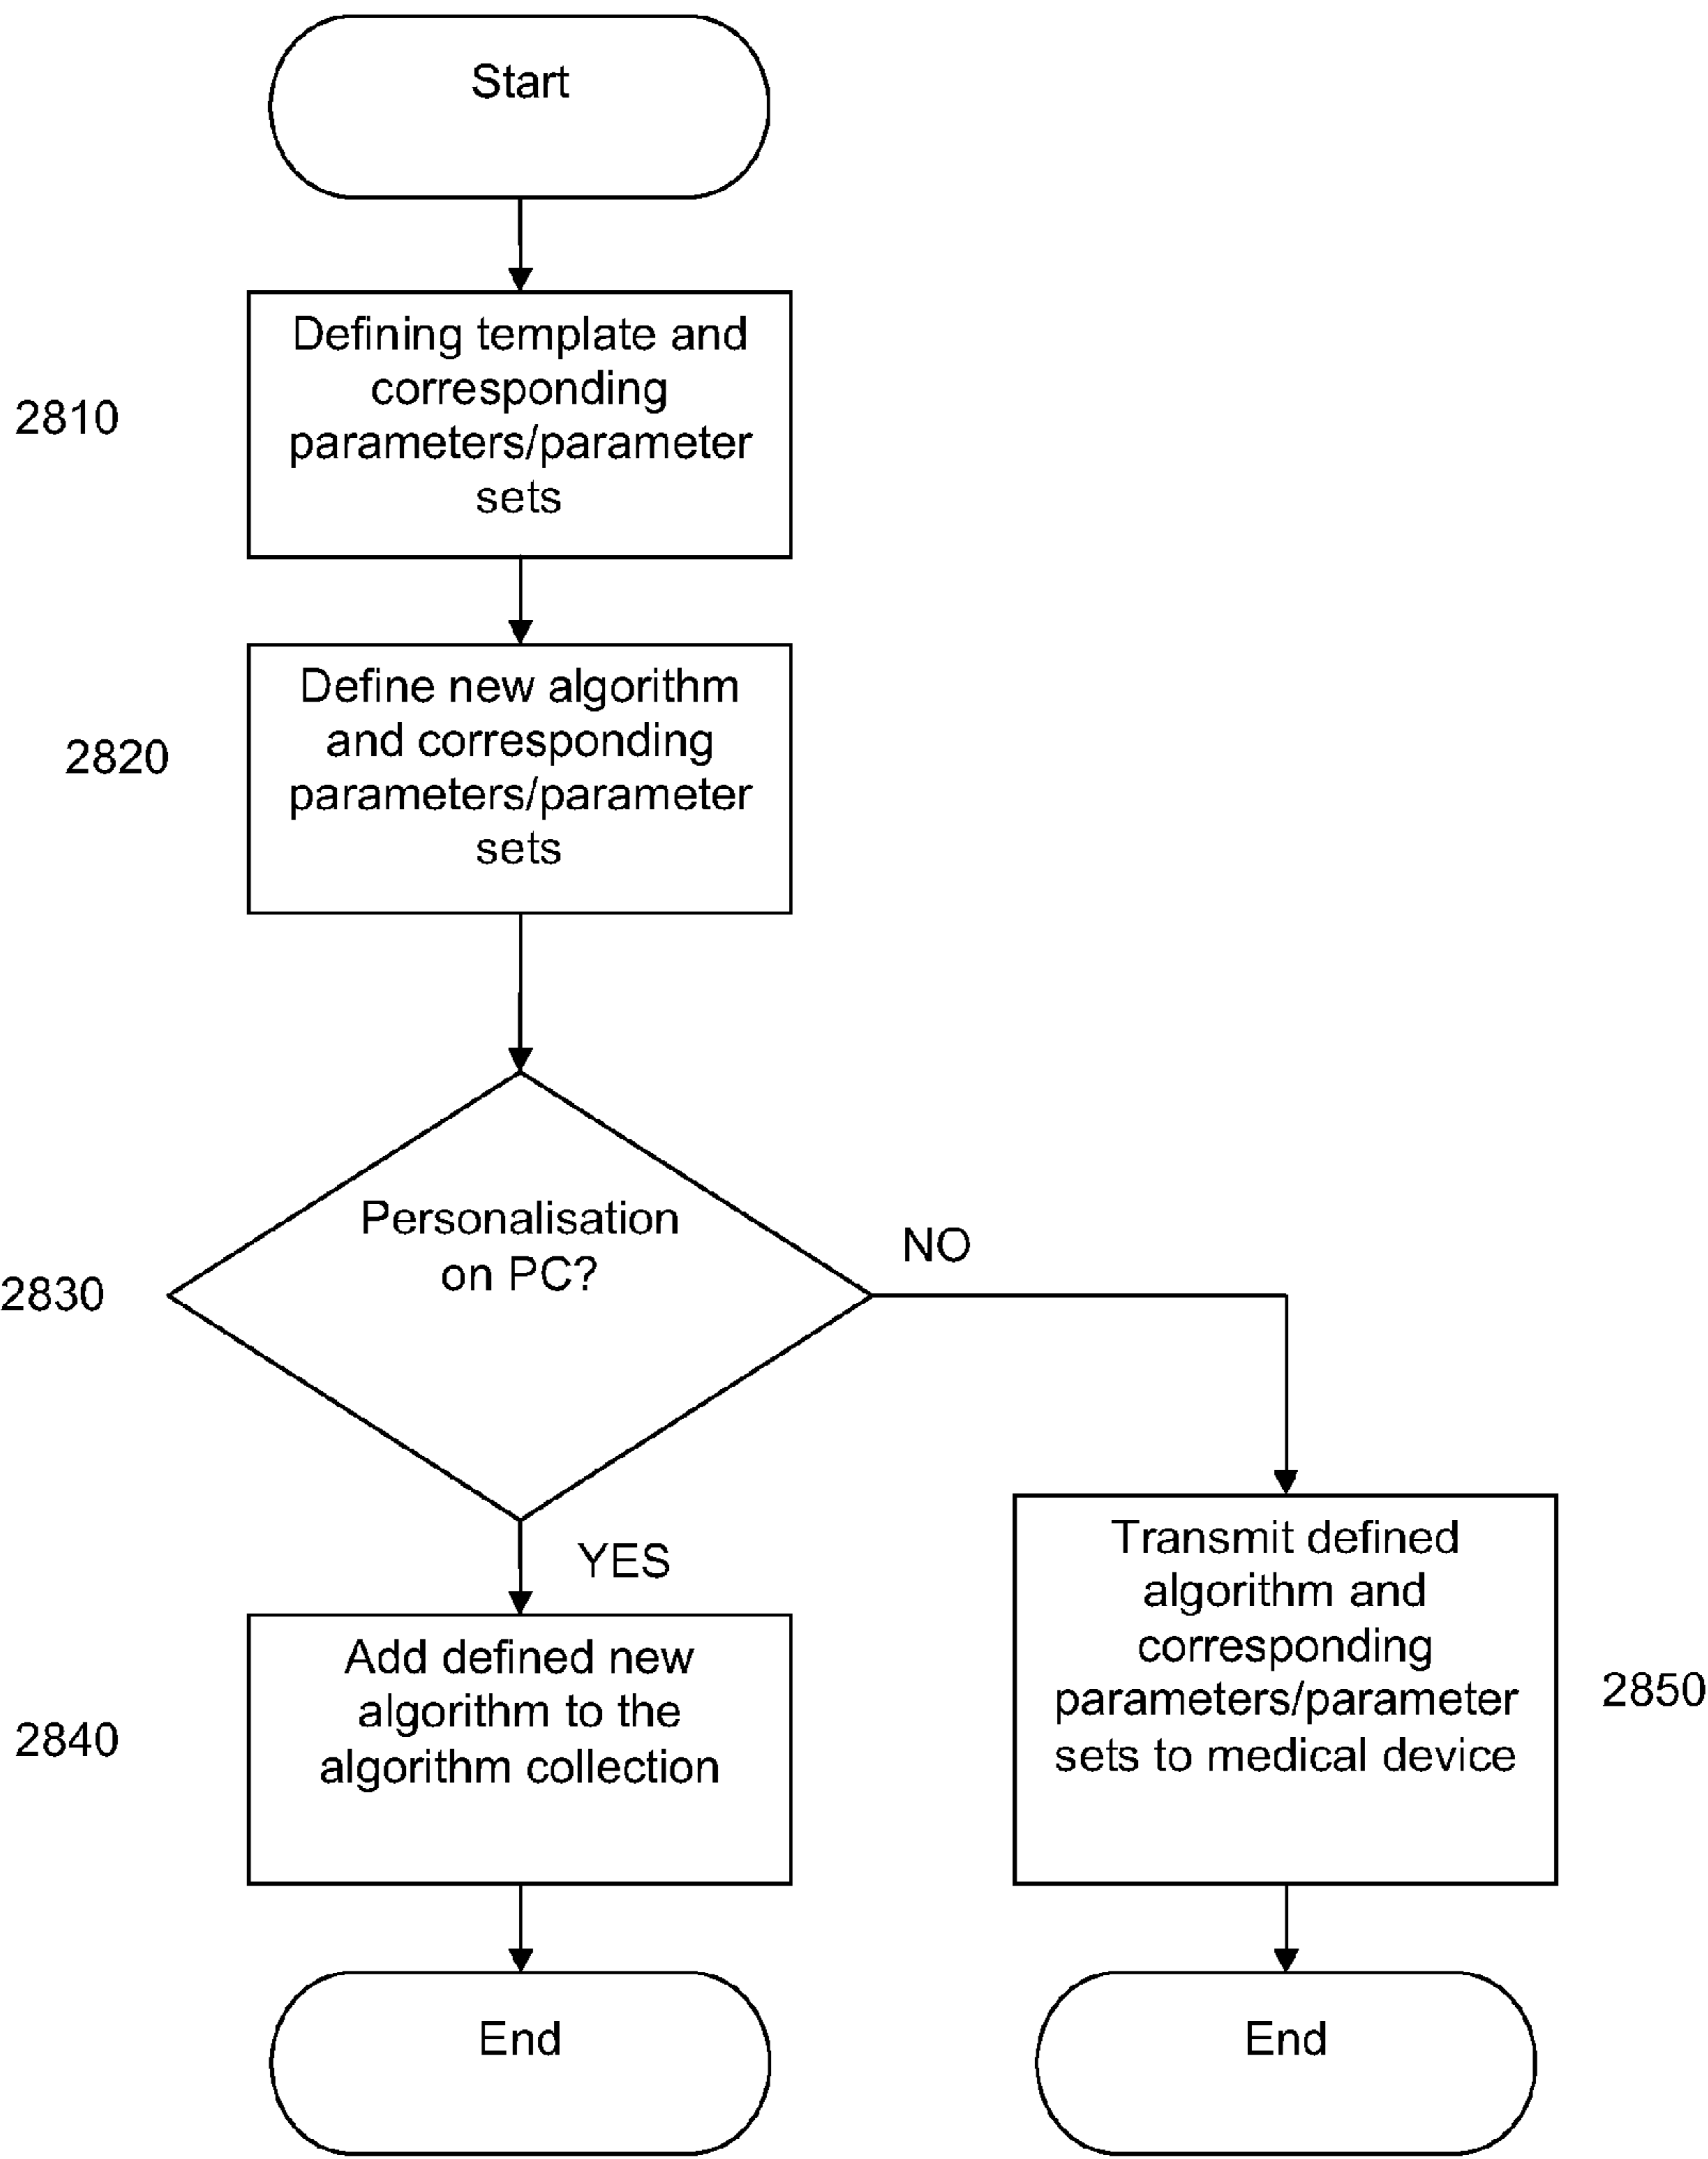 Start
2810
Defining template and
corresponding
parameters/parameter
sets
2820
Define new algorithm
and corresponding
parameters/parameter
sets
2830
Personalisation
on PC?
NO
YES
2840
Add defined new
algorithm to the
algorithm collection
Transmit defined
algorithm and
corresponding
parameters/parameter
sets to medical device
2850
End
End